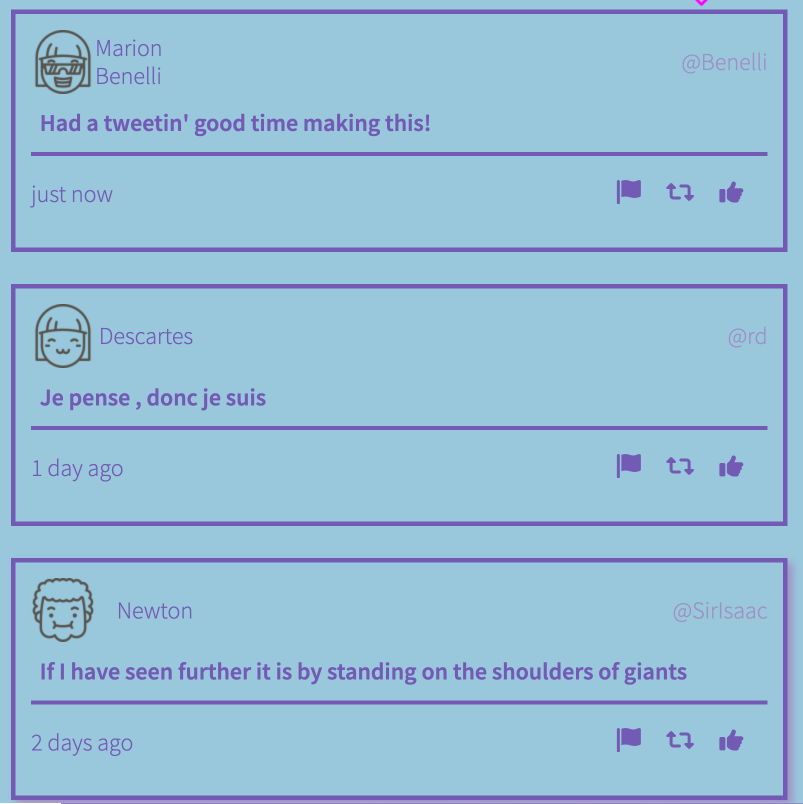 Marion
Benelli
@Benelli
Had a tweetin' good time making this!
just now
Descartes
@rd
Je pense , donc je suis
1 day ago
Newton
@SirIsaac
If I have seen further it is by standing on the shoulders of giants
2 days ago